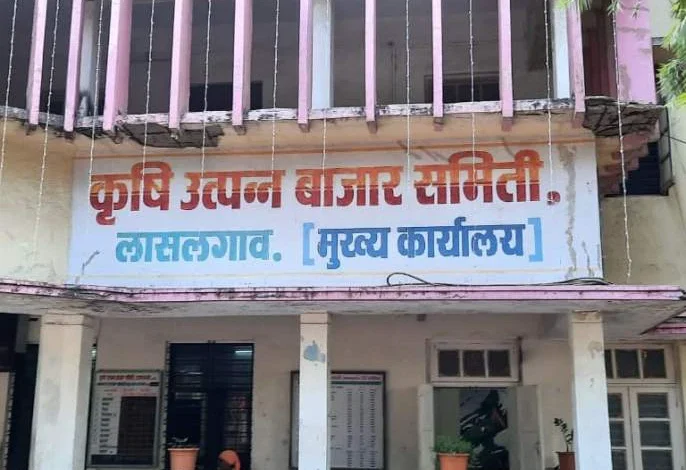 कृषि उत्पन्न बाजार समिती.
लासलगाव. [मुख्य कार्यालय]